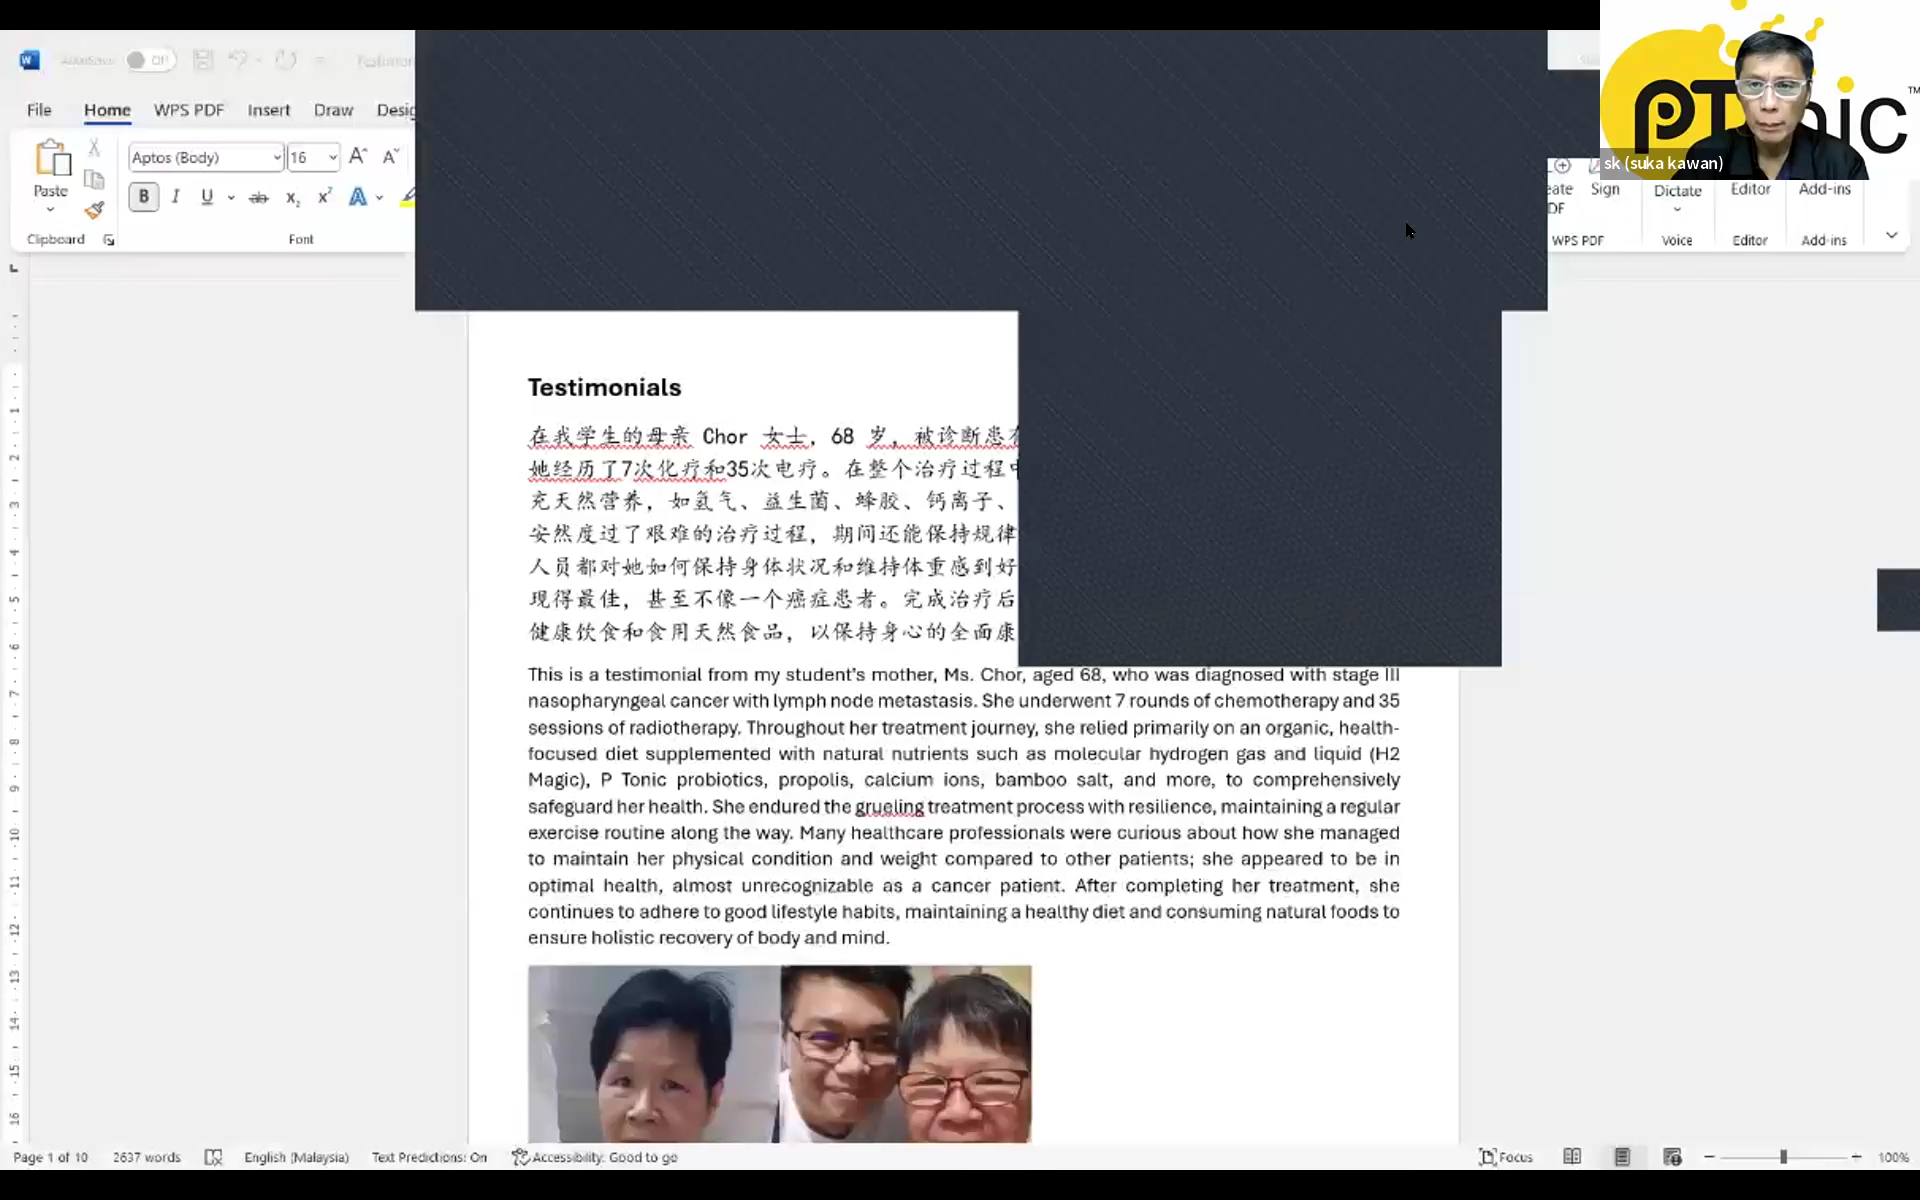 AutoSave
Off
File Home WPS PDF Insert Draw
Paste
Clipboard
Aptos (Body) 16
Font
PTonic™
sk (suka kawan)
Sign
WPS PDF
Dictate
Voice
Editor
Editor
Add-ins
Add-ins
Testimonials
在我学生的母亲 Chor 女士，68 岁，被诊断患
她经历了7次化疗和35次电疗。在整个治疗过程
充天然营养，如氢气、益生菌、蜂胶、钙离子、
安然度过了艰难的治疗过程，期间还能保持规律
人员都对她如何保持身体状况和维持体重感到好
现得最佳，甚至不像一个癌症患者。完成治疗后
健康饮食和食用天然食品，以保持身心的全面康
This is a testimonial from my student's mother, Ms. Chor, aged 68, who was diagnosed with stage III
nasopharyngeal cancer with lymph node metastasis. She underwent 7 rounds of chemotherapy and 35
sessions of radiotherapy. Throughout her treatment journey, she relied primarily on an organic, health-
focused diet supplemented with natural nutrients such as molecular hydrogen gas and liquid (H2
Magic), P Tonic probiotics, propolis, calcium ions, bamboo salt, and more, to comprehensively
safeguard her health. She endured the grueling treatment process with resilience, maintaining a regular
exercise routine along the way. Many healthcare professionals were curious about how she managed
to maintain her physical condition and weight compared to other patients; she appeared to be in
optimal health, almost unrecognizable as a cancer patient. After completing her treatment, she
continues to adhere to good lifestyle habits, maintaining a healthy diet and consuming natural foods to
ensure holistic recovery of body and mind.
Page 1 of 10 2637 words English (Malaysia) Text Predictions: On Accessibility: Good to go Focus 100%